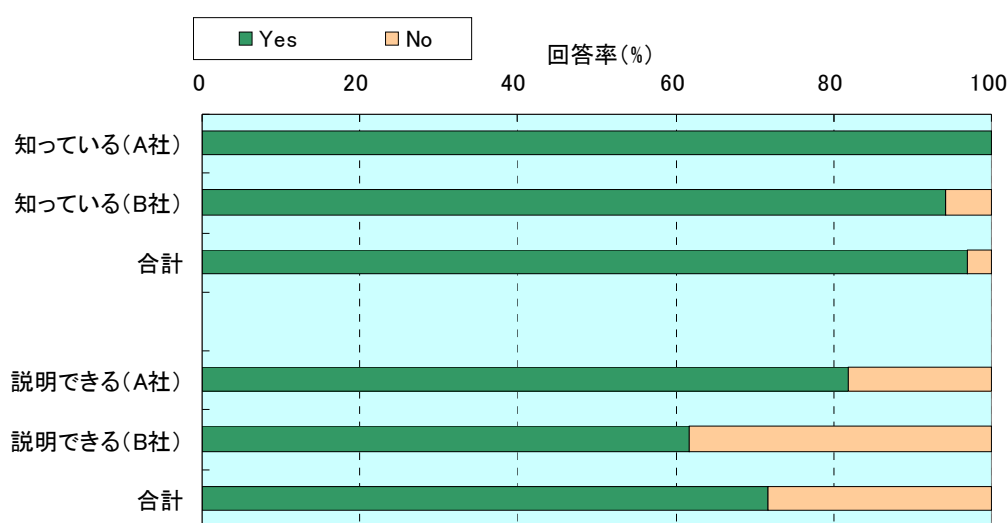 Yes No
回答率(%)
0 20 40 60 80 100
知っている(A社)
知っている(B社)
合計
説明できる(A社)
説明できる(B社)
合計